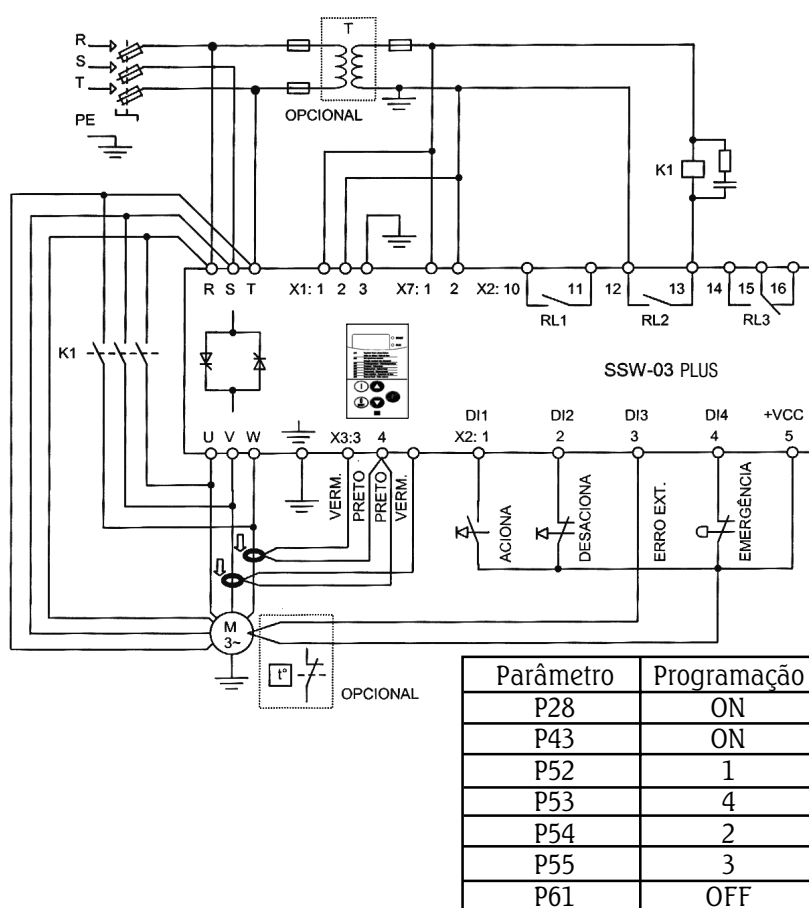 T
R
S
T
PE
OPCIONAL
K1
R S T X1: 1 2 3 X7: 1 2 X2: 10 11 12 13 14 15 16
RL1 RL2 RL3
K1
SSW-03 PLUS
DI1 DI2 DI3 DI4 +VCC
U V W X3:3 4 X2: 1 2 3 4 5
VERM.
PRETO
PRETO
VERM.
ACIONA
DESACIONA
ERRO EXT.
EMERGÊNCIA
M
3~
t°
OPCIONAL
Parâmetro Programação
P28 ON
P43 ON
P52 1
P53 4
P54 2
P55 3
P61 OFF